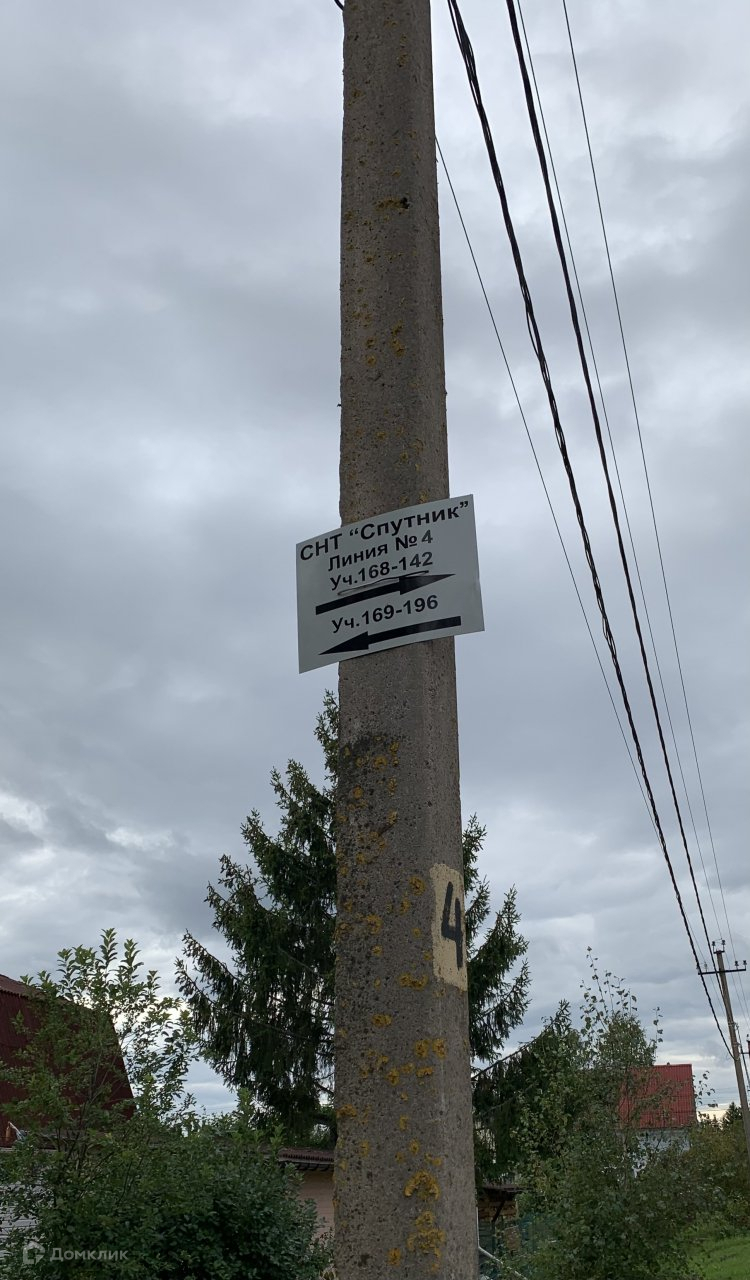 СНТ "Спутник"
Линия №4
Уч.168-142
Уч.169-196
4
Домклик